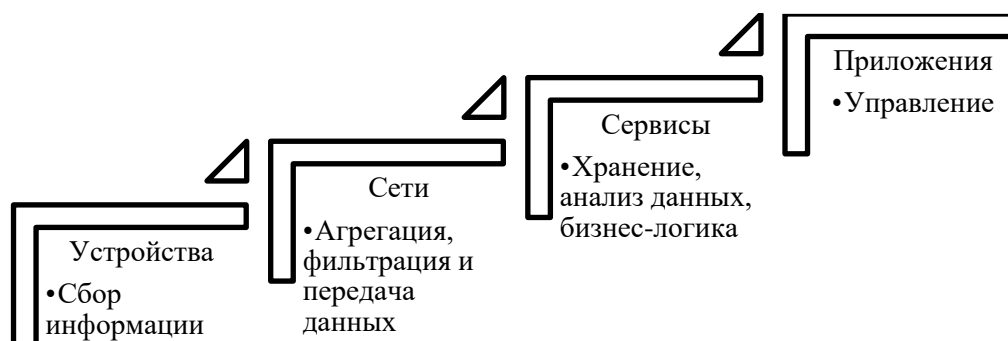 Устройства
•Сбор
информации
Сети
•Агрегация,
фильтрация и
передача
данных
Сервисы
•Хранение,
анализ данных,
бизнес-логика
Приложения
•Управление